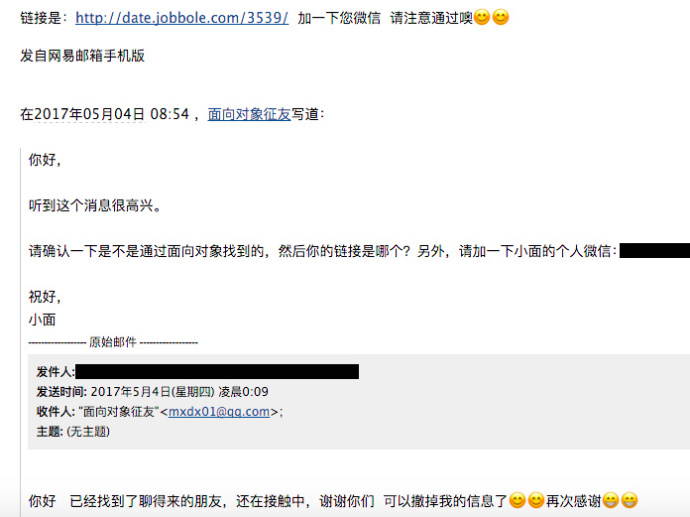 链接是：http://date.jobbole.com/3539/ 加一下您微信 请注意通过噢😊😊
发自网易邮箱手机版
在2017年05月04日 08:54 ，面向对象征友写道：
你好，
听到这个消息很高兴。
请确认一下是不是通过面向对象找到的，然后你的链接是哪个？另外，请加一下小面的个人微信：
祝好，
小面
------------------ 原始邮件 ------------------
发件人:
发送时间: 2017年5月4日(星期四) 凌晨0:09
收件人: "面向对象征友"<mxdx01@qq.com>;
主题: (无主题)
你好 已经找到了聊得来的朋友，还在接触中，谢谢你们 可以撤掉我的信息了😊😊再次感谢😁😁